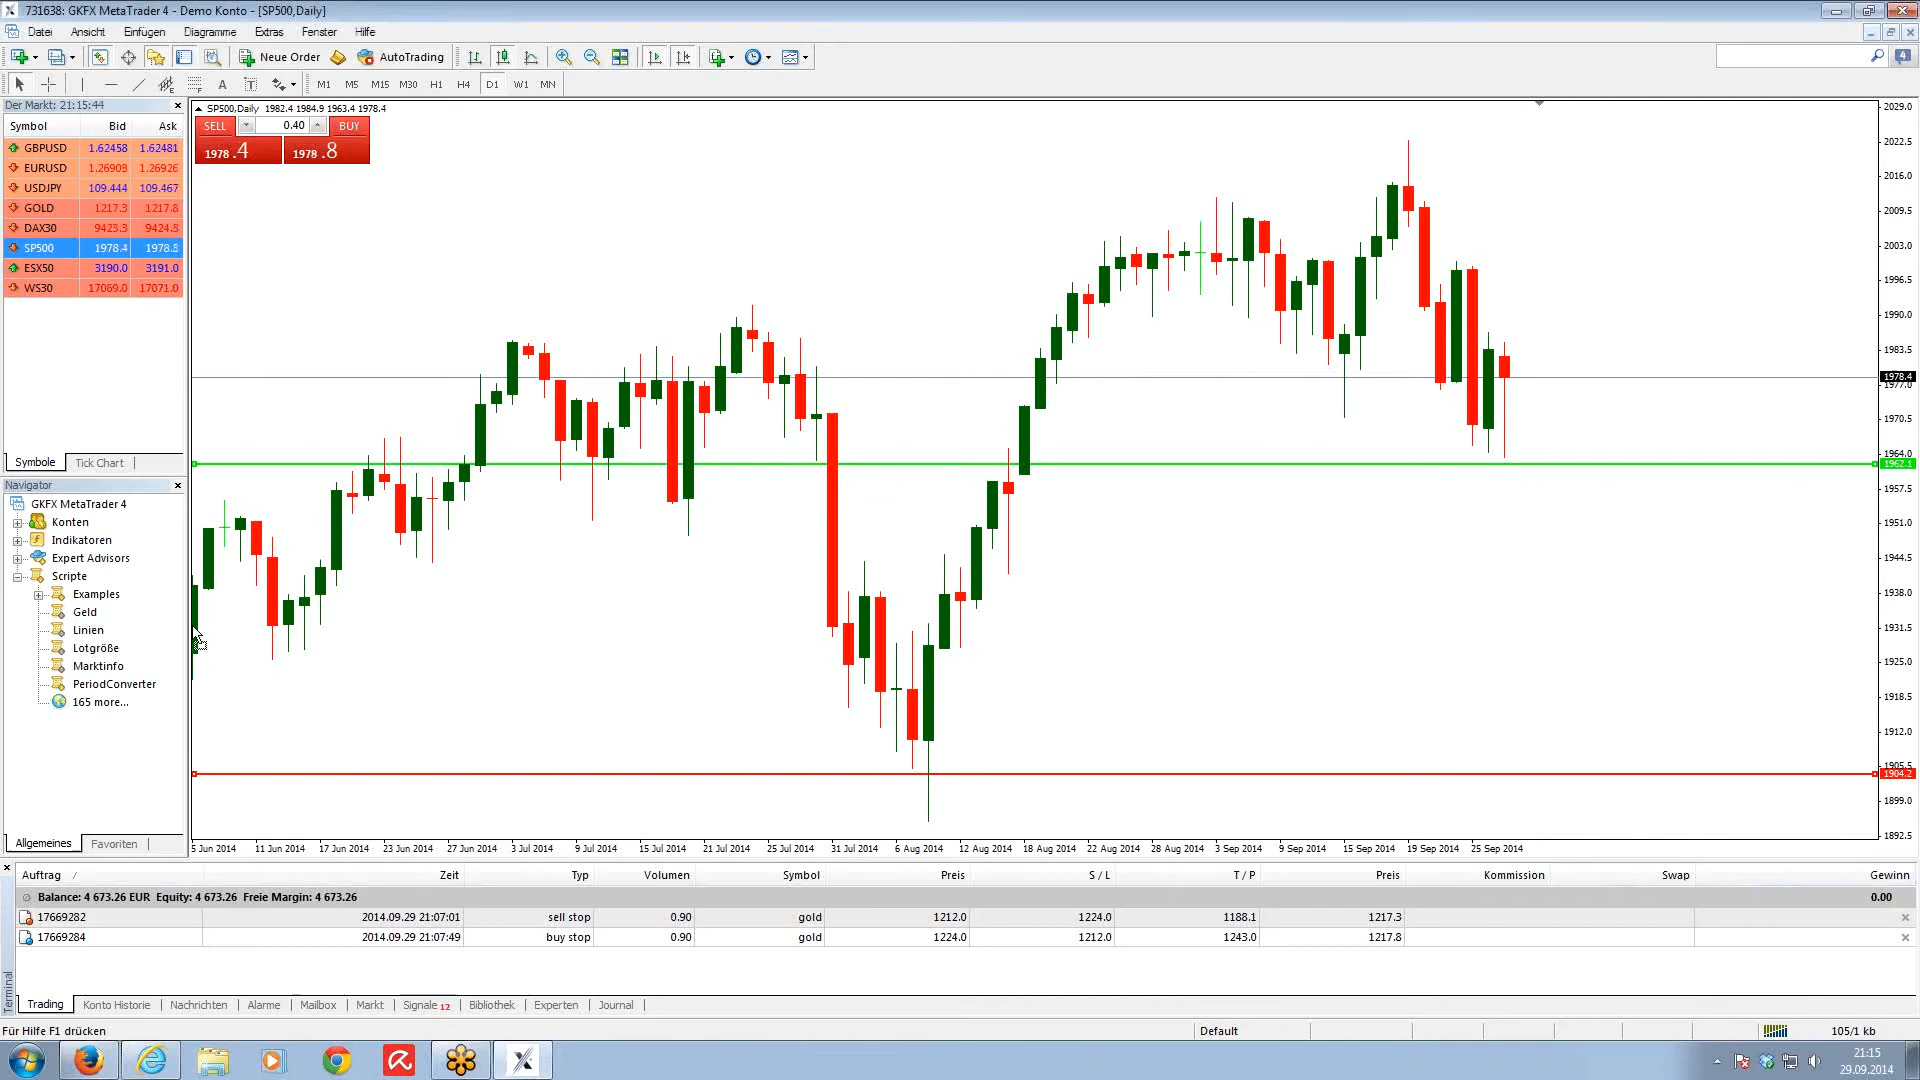 731638: GKFX MetaTrader 4 - Demo Konto - [SP500,Daily]
Datei Ansicht Einfügen Diagramme Extras Fenster Hilfe
Neue Order AutoTrading
A T M1 M5 M15 M30 H1 H4 D1 W1 MN
Der Markt: 21:15:44
Symbol Bid Ask
GBPUSD 1.62458 1.62481
EURUSD 1.26909 1.26926
USDJPY 109.444 109.467
GOLD 1217.3 1217.8
DAX30 9423.3 9424.3
SP500 1978.4 1978.8
ESX50 3190.0 3191.0
WS30 17069.0 17071.0
Symbole Tick Chart
Navigator
GKFX MetaTrader 4
Konten
Indikatoren
Expert Advisors
Scripte
Examples
Geld
Linien
Lotgröße
Marktinfo
PeriodConverter
165 more...
Allgemeines Favoriten
SP500,Daily 1982.4 1984.9 1963.4 1978.4
SELL 0.40 BUY
1978.4 1978.8
2029.0
2022.5
2016.0
2009.5
2003.0
1996.5
1990.0
1983.5
1978.4
1977.0
1970.5
1964.0
1962.1
1957.5
1951.0
1944.5
1938.0
1931.5
1925.0
1918.5
1912.0
1905.5
1904.2
1899.0
1892.5
5 Jun 2014 11 Jun 2014 17 Jun 2014 23 Jun 2014 27 Jun 2014 3 Jul 2014 9 Jul 2014 15 Jul 2014 21 Jul 2014 25 Jul 2014 31 Jul 2014 6 Aug 2014 12 Aug 2014 18 Aug 2014 22 Aug 2014 28 Aug 2014 3 Sep 2014 9 Sep 2014 15 Sep 2014 19 Sep 2014 25 Sep 2014
Auftrag / Zeit Typ Volumen Symbol Preis S / L T / P Preis Kommission Swap Gewinn
Balance: 4 673.26 EUR Equity: 4 673.26 Freie Margin: 4 673.26 0.00
17669282 2014.09.29 21:07:01 sell stop 0.90 gold 1212.0 1224.0 1188.1 1217.3
17669284 2014.09.29 21:07:49 buy stop 0.90 gold 1224.0 1212.0 1243.0 1217.8
Terminal
Trading Konto Historie Nachrichten Alarme Mailbox Markt Signale 12 Bibliothek Experten Journal
Für Hilfe F1 drücken Default 105/1 kb
21:15
29.09.2014